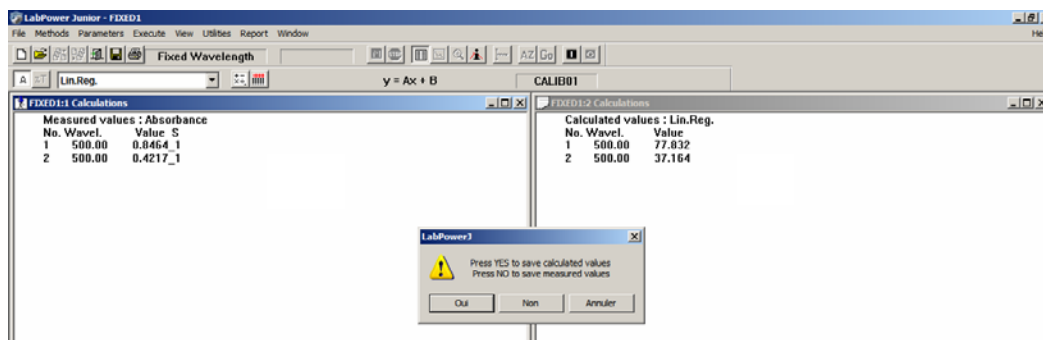 LabPower Junior - FIXED1
File Methods Parameters Execute View Utilities Report Window He
Fixed Wavelength AZ Go
A Lin.Reg. y = Ax + B CALIB01
FIXED1:1 Calculations
Measured values : Absorbance
No. Wavel. Value S
1 500.00 0.8464_1
2 500.00 0.4217_1
FIXED1:2 Calculations
Calculated values : Lin.Reg.
No. Wavel. Value
1 500.00 77.832
2 500.00 37.164
LabPower3
Press YES to save calculated values
Press NO to save measured values
Oui Non Annuler